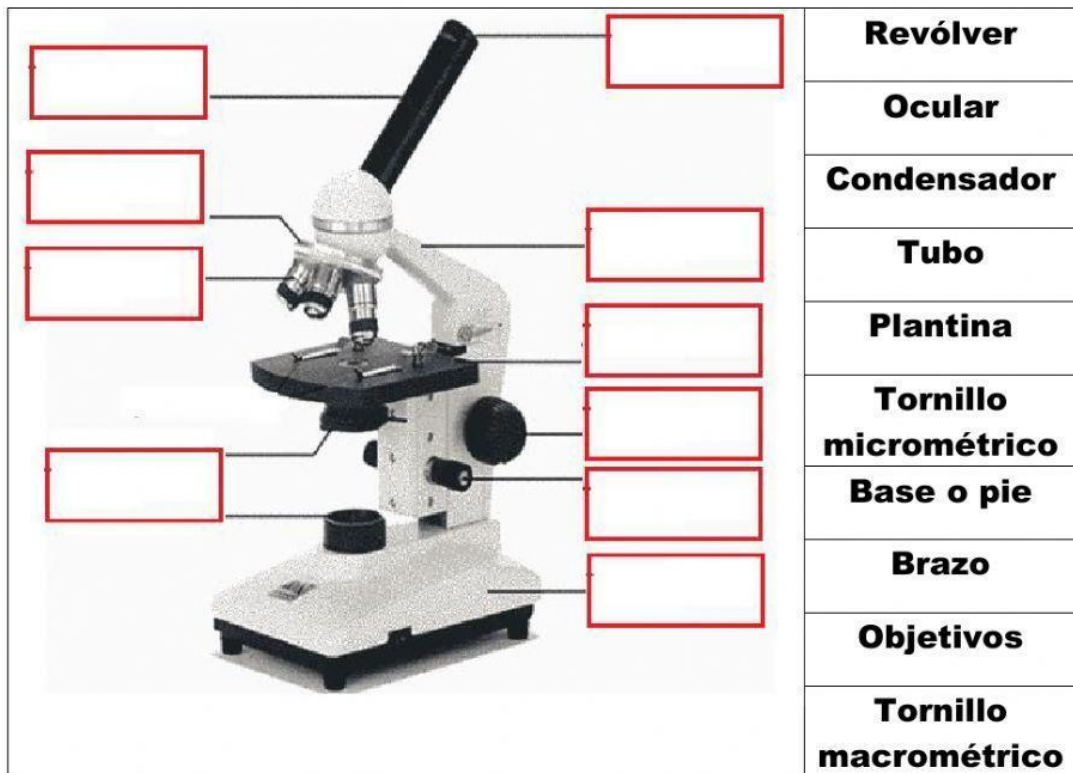 Revólver
Ocular
Condensador
Tubo
Plantina
Tornillo
micrométrico
Base o pie
Brazo
Objetivos
Tornillo
macrométrico